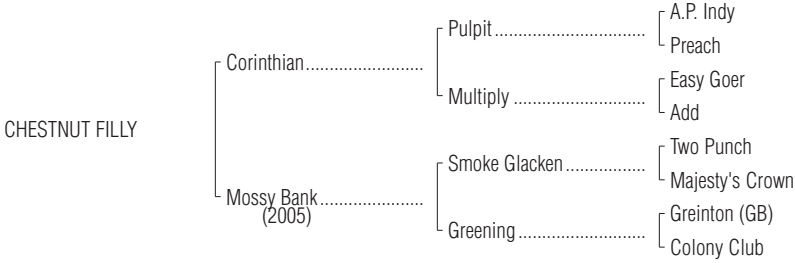 A.P. Indy
Pulpit
Preach
Corinthian
Easy Goer
Multiply
Add
CHESTNUT FILLY
Two Punch
Smoke Glacken
Majesty's Crown
Mossy Bank
(2005)
Greinton (GB)
Greening
Colony Club